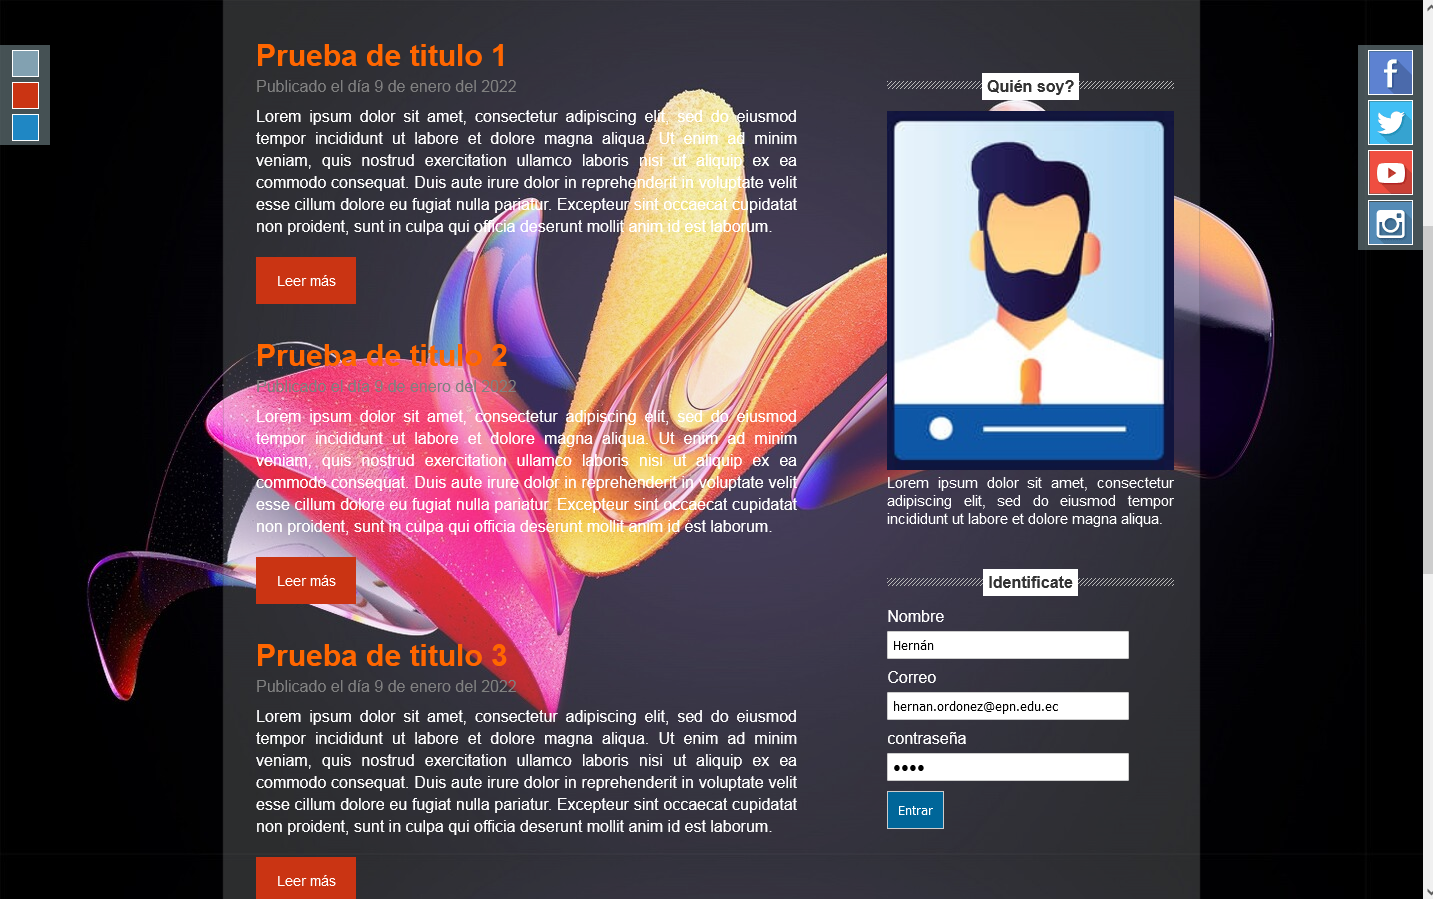 Prueba de titulo 1
Publicado el día 9 de enero del 2022
Lorem ipsum dolor sit amet, consectetur adipiscing elit, sed do eiusmod
tempor incididunt ut labore et dolore magna aliqua. Ut enim ad minim
veniam, quis nostrud exercitation ullamco laboris nisi ut aliquip ex ea
commodo consequat. Duis aute irure dolor in reprehenderit in voluptate velit
esse cillum dolore eu fugiat nulla pariatur. Excepteur sint occaecat cupidatat
non proident, sunt in culpa qui officia deserunt mollit anim id est laborum.
Leer más
Prueba de titulo 2
Publicado el día 9 de enero del 2022
Lorem ipsum dolor sit amet, consectetur adipiscing elit, sed do eiusmod
tempor incididunt ut labore et dolore magna aliqua. Ut enim ad minim
veniam, quis nostrud exercitation ullamco laboris nisi ut aliquip ex ea
commodo consequat. Duis aute irure dolor in reprehenderit in voluptate velit
esse cillum dolore eu fugiat nulla pariatur. Excepteur sint occaecat cupidatat
non proident, sunt in culpa qui officia deserunt mollit anim id est laborum.
Leer más
Prueba de titulo 3
Publicado el día 9 de enero del 2022
Lorem ipsum dolor sit amet, consectetur adipiscing elit, sed do eiusmod
tempor incididunt ut labore et dolore magna aliqua. Ut enim ad minim
veniam, quis nostrud exercitation ullamco laboris nisi ut aliquip ex ea
commodo consequat. Duis aute irure dolor in reprehenderit in voluptate velit
esse cillum dolore eu fugiat nulla pariatur. Excepteur sint occaecat cupidatat
non proident, sunt in culpa qui officia deserunt mollit anim id est laborum.
Leer más
Quién soy?
Lorem ipsum dolor sit amet, consectetur
adipiscing elit, sed do eiusmod tempor
incididunt ut labore et dolore magna aliqua.
Identificate
Nombre
Hernán
Correo
hernan.ordonez@epn.edu.ec
contraseña
●●●●
Entrar